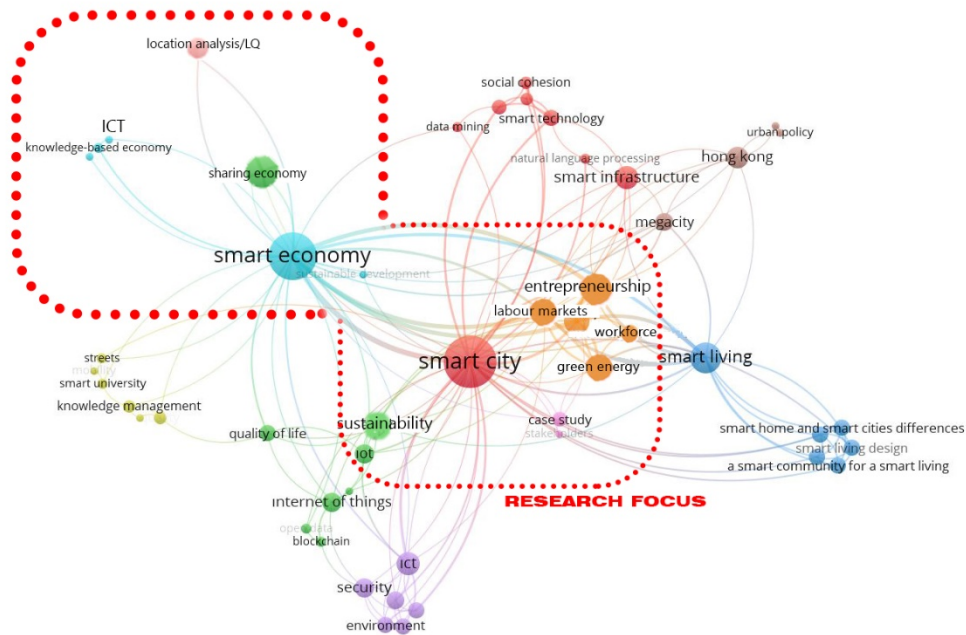 location analysis/LQ
social cohesion
ICT
data mining
smart technology
urban policy
knowledge-based economy
natural language processing
hong kong
sharing economy
smart infrastructure
megacity
smart economy
sustainable development
entrepreneurship
labour markets
workforce
streets
mobility
smart city
green energy
smart living
smart university
knowledge management
case study
sustainability
stakeholders
quality of life
smart home and smart cities differences
iot
smart living design
a smart community for a smart living
internet of things
RESEARCH FOCUS
open data
blockchain
ict
security
environment